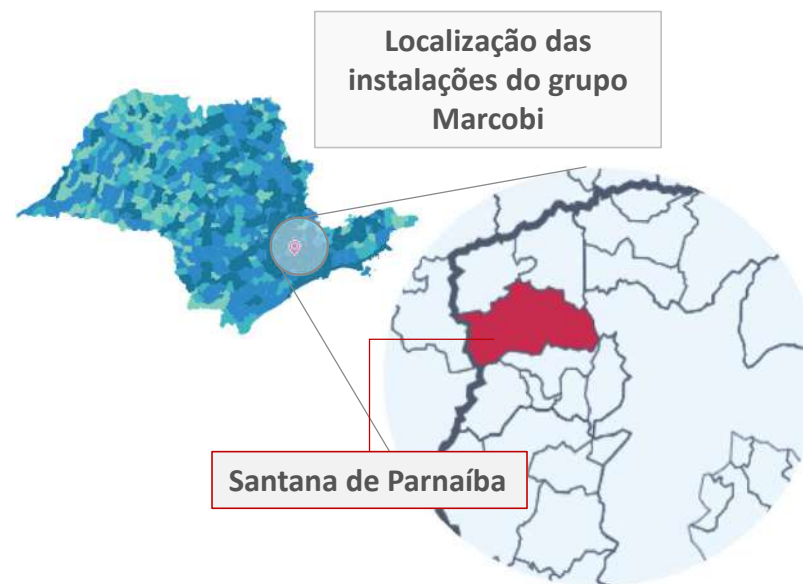 Localização das
instalações do grupo
Marcobi
Santana de Parnaíba